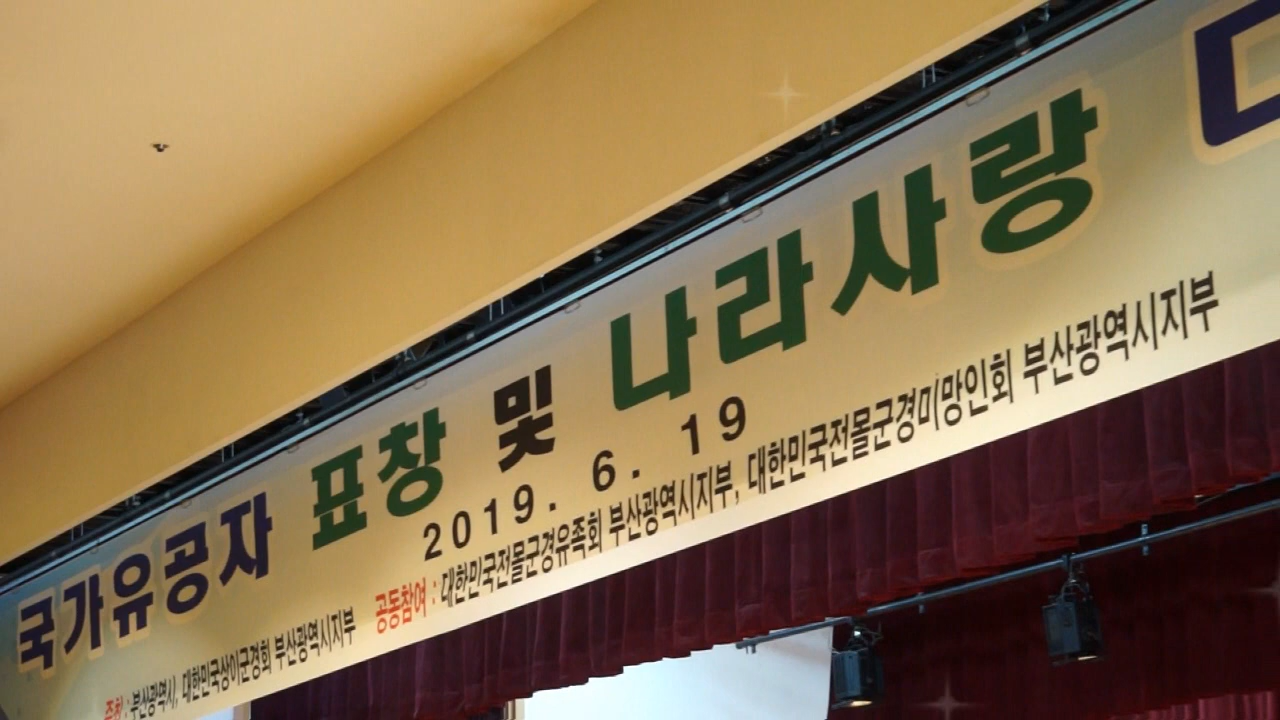 국가유공자 표창 및 나라사랑
2019. 6. 19
주최 : 부산광역시, 대한민국상이군경회 부산광역시지부 공동참여 : 대한민국전몰군경유족회 부산광역시지부, 대한민국전몰군경미망인회 부산광역시지부